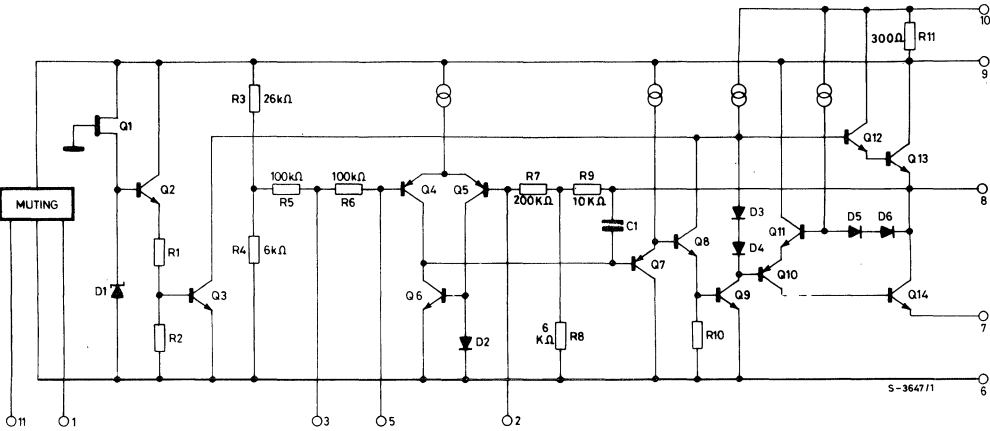 10
300Ω R11
9
R3 26kΩ
Q1
Q12
Q13
100kΩ 100kΩ
Q2 Q4 Q5 R7 R9
R5 R6 200KΩ 10KΩ
8
MUTING
C1
D3
D5 D6
R1 R4 6kΩ
Q11
Q8
D4
Q7
Q10
D1 Q3 Q6 Q9 Q14
7
R2 D2 6 KΩ R8 R10
S-3647/1
6
11 1 3 5 2